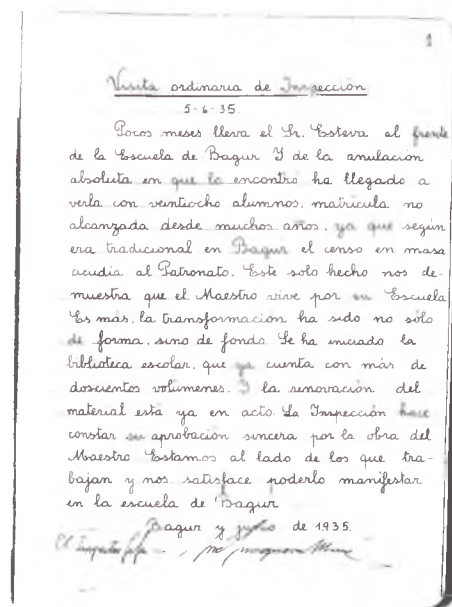 1
Visita ordinaria de Inspección
5-6-35.
Pocos meses lleva el Sr. Esteva al frente
de la Escuela de Bagur Y de la anulación
absoluta en que la encontró ha llegado a
verla con veintiocho alumnos, matrícula no
alcanzada desde muchos años, ya que según
era tradicional en Bagur el censo en masa
acudia al Patronato. Este solo hecho nos de-
muestra que el Maestro vive por su Escuela
Es más, la transformación ha sido no sólo
de forma, sino de fondo. Se ha iniciado la
biblioteca escolar, que ya cuenta con más de
doscientos volúmenes. Y la renovación del
material está ya en acto. La Inspección hace
constar su aprobación sincera por la obra del
Maestro Estamos al lado de los que tra-
bajan y nos satisface poderlo manifestar
en la escuela de Bagur
Bagur y de 1935.
El Inspector